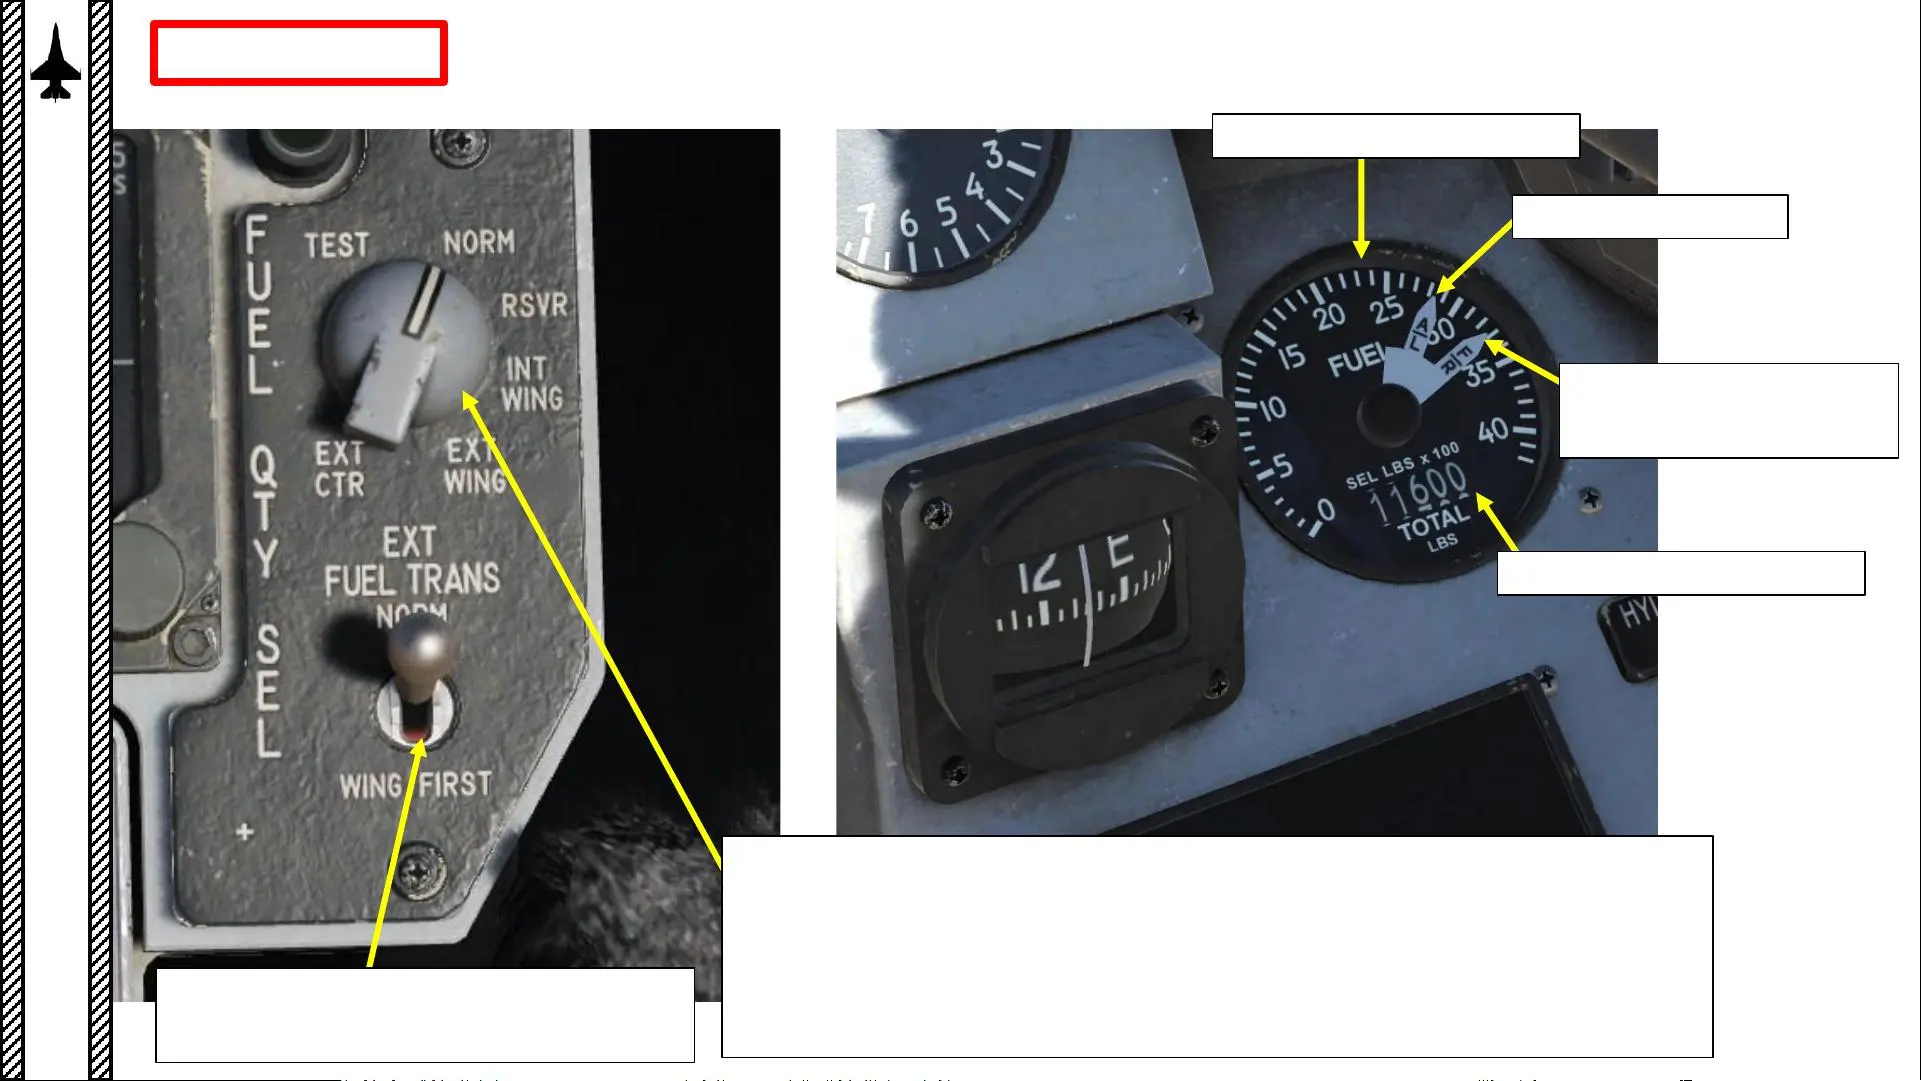 5
S
FUEL QTY SEL
TEST
NORM
RSVR
INT
WING
EXT
WING
EXT
CTR
EXT
FUEL TRANS
NORM
WING FIRST
+
3
4
5
6
7
0
5
10
15
20
25
30
35
40
FUEL
AL
FR
SEL LBS x 100
11600
TOTAL
LBS
12 E
HY